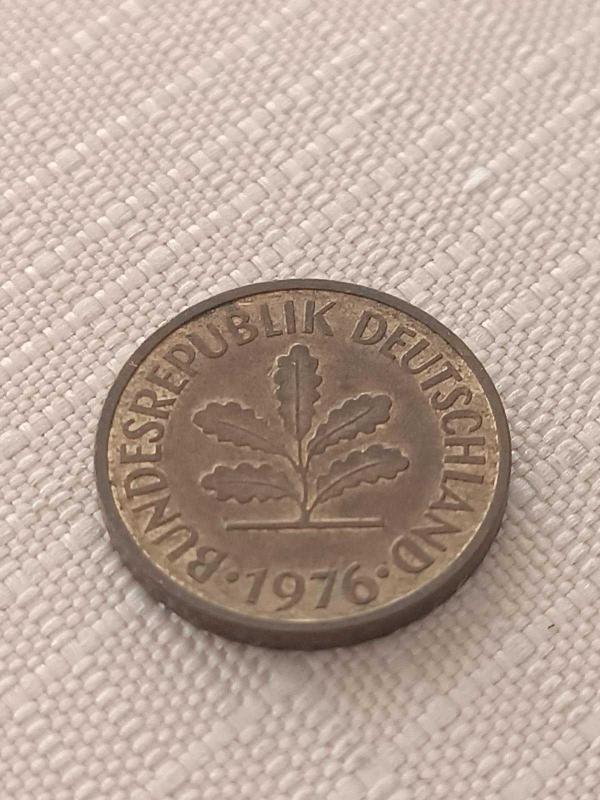 ·BUNDESREPUBLIK DEUTSCHLAND·
1976